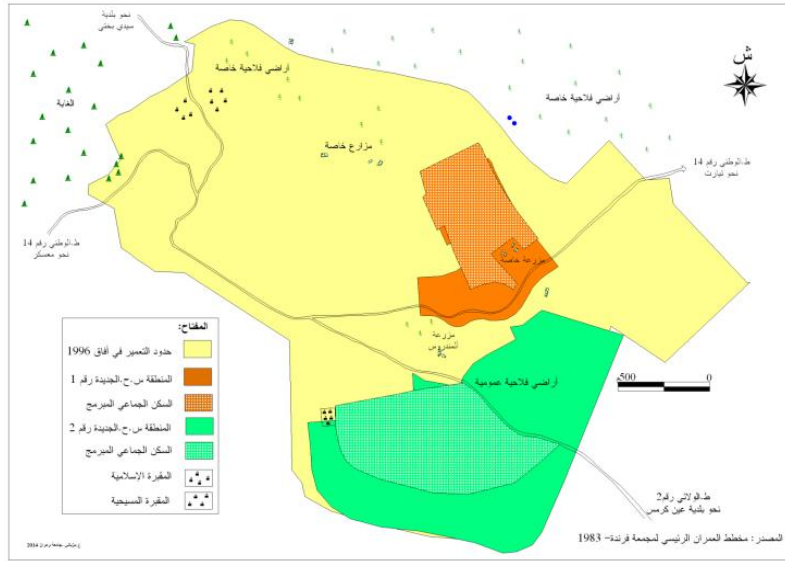 نحو بلدية
سيدي بختي
أراضي فلاحية خاصة
الغابة
أراضي فلاحية خاصة
ش
مزارع خاصة
ط.الوطني رقم 14
نحو تيارت
ط.الوطني رقم 14
نحو معسكر
مزرعة خاصة
مزرعة
أراضي فلاحية عمومية
500 0
المفتاح:
حدود التعمير في آفاق 1996
المنطقة س.ح.الجديدة رقم 1
السكن الجماعي المبرمج
المنطقة س.ح.الجديدة رقم 2
السكن الجماعي المبرمج
المقبرة الإسلامية
المقبرة المسيحية
ط.الولائي رقم2
نحو بلدية عين كرمس
المصدر: مخطط العمران الرئيسي لمجمعة فرندة- 1983
جامعة وهران 2014